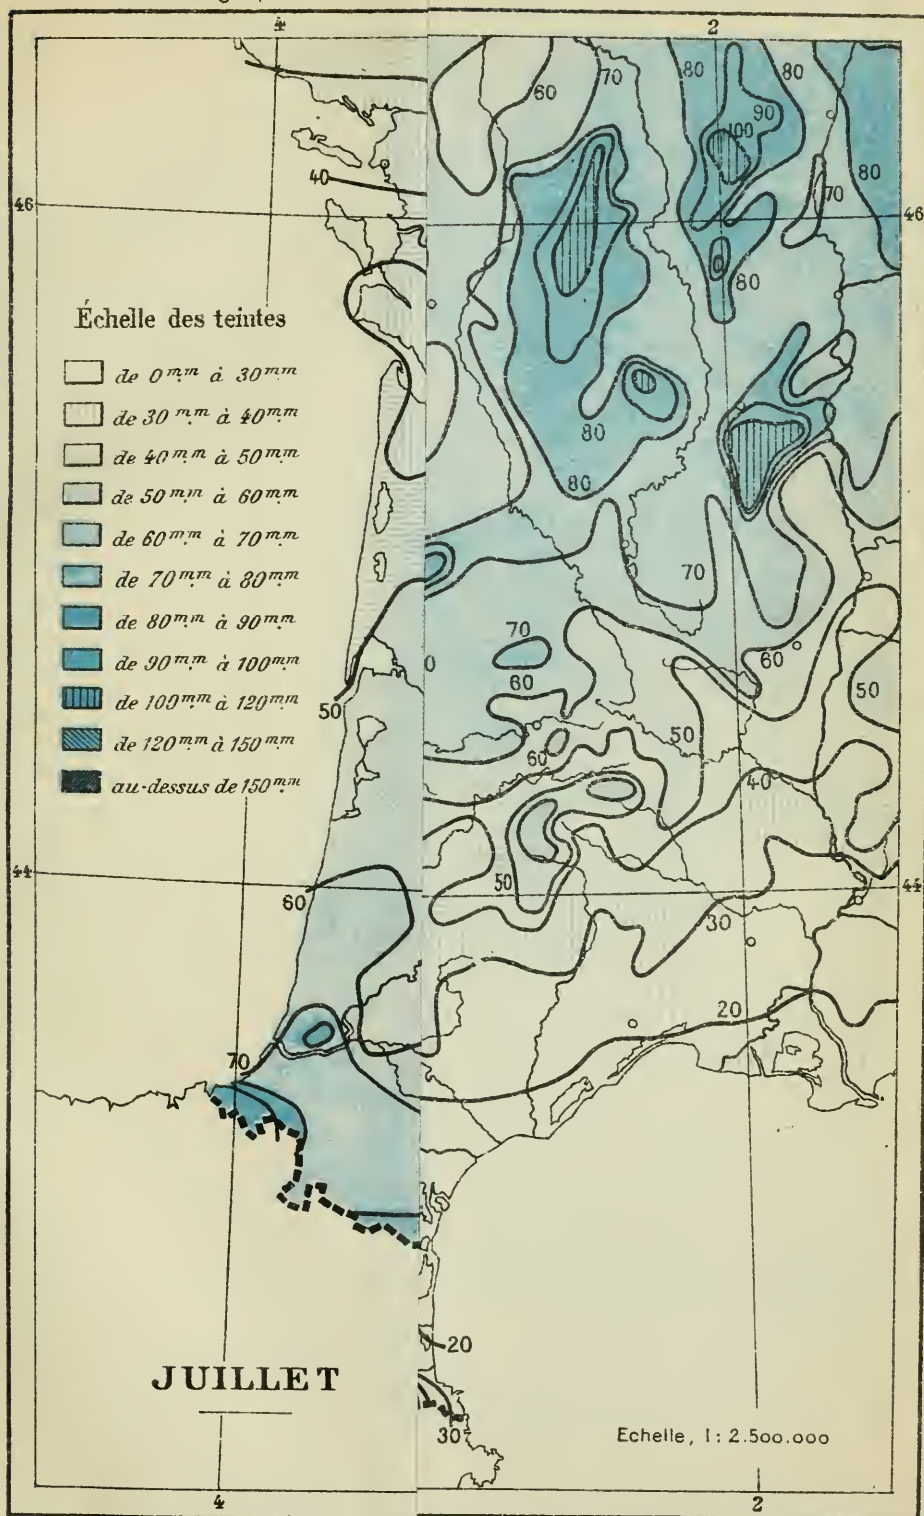 4
2
60
70
80
80
90
100
80
70
80
46
46
40
80
Échelle des teintes
de 0mm à 30mm
de 30mm à 40mm
de 40mm à 50mm
de 50mm à 60mm
de 60mm à 70mm
de 70mm à 80mm
de 80mm à 90mm
de 90mm à 100mm
de 100mm à 120mm
de 120mm à 150mm
au-dessus de 150mm
80
80
70
70
60
60
50
50
50
60
40
44
44
60
50
30
20
70
20
JUILLET
30
Echelle, 1: 2.500.000
4
2